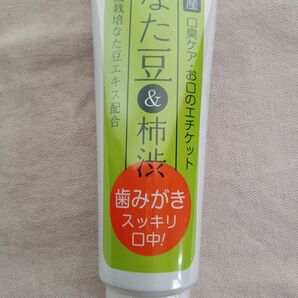 産 口臭ケア・お口のエチケット
なた豆&柿渋
栽培なた豆エキス配合
歯みがき
スッキリ
口中!